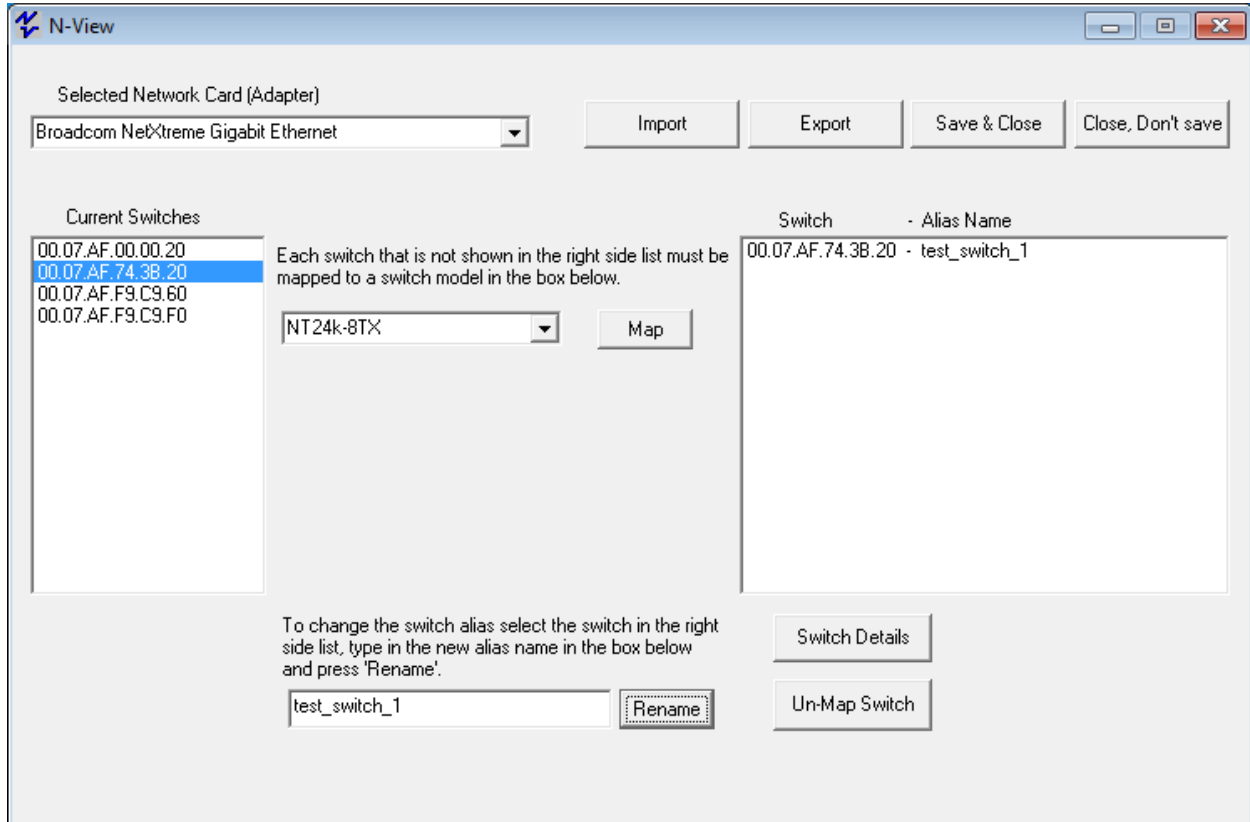 N-View
Selected Network Card (Adapter)
Broadcom NetXtreme Gigabit Ethernet
Import
Export
Save & Close
Close, Don't save
Current Switches
00.07.AF.00.00.20
00.07.AF.74.3B.20
00.07.AF.F9.C9.60
00.07.AF.F9.C9.F0
Each switch that is not shown in the right side list must be
mapped to a switch model in the box below.
NT24k-8TX
Map
Switch - Alias Name
00.07.AF.74.3B.20 - test_switch_1
To change the switch alias select the switch in the right
side list, type in the new alias name in the box below
and press 'Rename'.
test_switch_1
Rename
Switch Details
Un-Map Switch